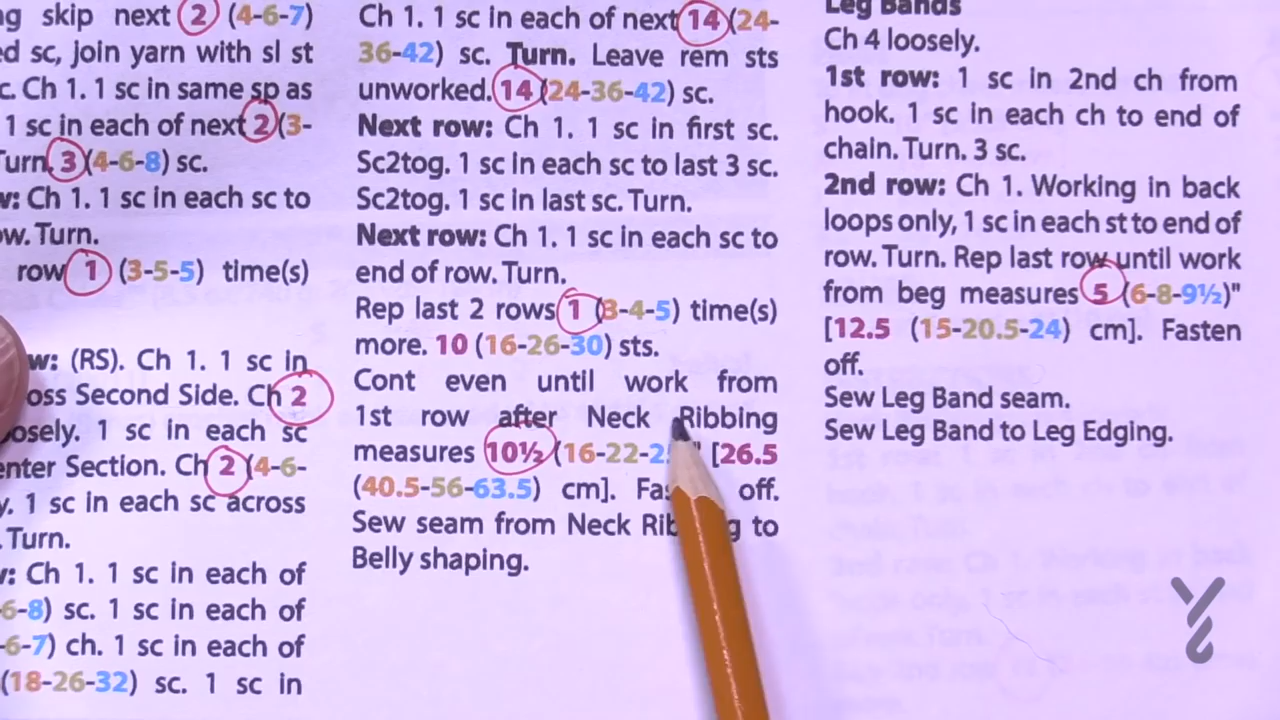 ng skip next 2 (4-6-7)
ed sc, join yarn with sl st
c. Ch 1. 1 sc in same sp as
1 sc in each of next 2 (3-
Turn. 3 (4-6-8) sc.
w: Ch 1. 1 sc in each sc to
ow. Turn.
row 1 (3-5-5) time(s)
w: (RS). Ch 1. 1 sc in
oss Second Side. Ch 2
osely. 1 sc in each sc
enter Section. Ch 2 (4-6-
y. 1 sc in each sc across
. Turn.
v: Ch 1. 1 sc in each of
6-8) sc. 1 sc in each of
-6-7) ch. 1 sc in each of
(18-26-32) sc. 1 sc in
Ch 1. 1 sc in each of next 14 (24-
36-42) sc. Turn. Leave rem sts
unworked. 14 (24-36-42) sc.
Next row: Ch 1. 1 sc in first sc.
Sc2tog. 1 sc in each sc to last 3 sc.
Sc2tog. 1 sc in last sc. Turn.
Next row: Ch 1. 1 sc in each sc to
end of row. Turn.
Rep last 2 rows 1 (3-4-5) time(s)
more. 10 (16-26-30) sts.
Cont even until work from
1st row after Neck Ribbing
measures 10½ (16-22-2 " [26.5
(40.5-56-63.5) cm]. Fas off.
Sew seam from Neck Rib g to
Belly shaping.
Leg Bands
Ch 4 loosely.
1st row: 1 sc in 2nd ch from
hook. 1 sc in each ch to end of
chain. Turn. 3 sc.
2nd row: Ch 1. Working in back
loops only, 1 sc in each st to end of
row. Turn. Rep last row until work
from beg measures 5 (6-8-9½)"
[12.5 (15-20.5-24) cm]. Fasten
off.
Sew Leg Band seam.
Sew Leg Band to Leg Edging.